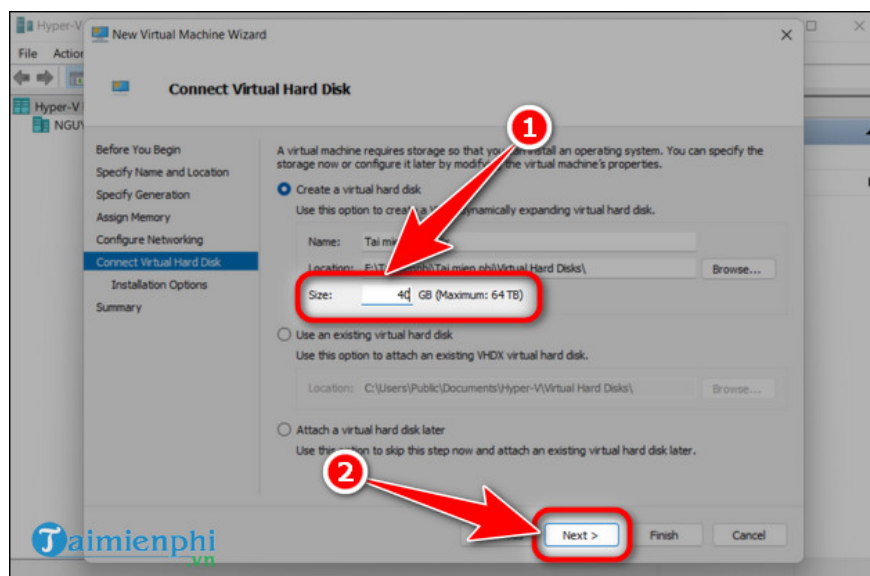 Hyper-V
New Virtual Machine Wizard
File Action
Connect Virtual Hard Disk
Hyper-V
NGUY
Before You Begin
Specify Name and Location
Specify Generation
Assign Memory
Configure Networking
Connect Virtual Hard Disk
Installation Options
Summary
1
A virtual machine requires storage so that you can install an operating system. You can specify the
storage now or configure it later by modifying the virtual machine's properties.
Create a virtual hard disk
Use this option to create a dynamically expanding virtual hard disk.
Name: Tai mie
Location: Tai mien phi\Virtual Hard Disks\ Browse...
Size: 40 GB (Maximum: 64 TB)
Use an existing virtual hard disk
Use this option to attach an existing VHDX virtual hard disk.
Location: C:\Users\Public\Documents\Hyper-V\Virtual Hard Disks\ Browse...
Attach a virtual hard disk later
Use this option to skip this step now and attach an existing virtual hard disk later.
2
Next > Finish Cancel
Taimienphi
.vn